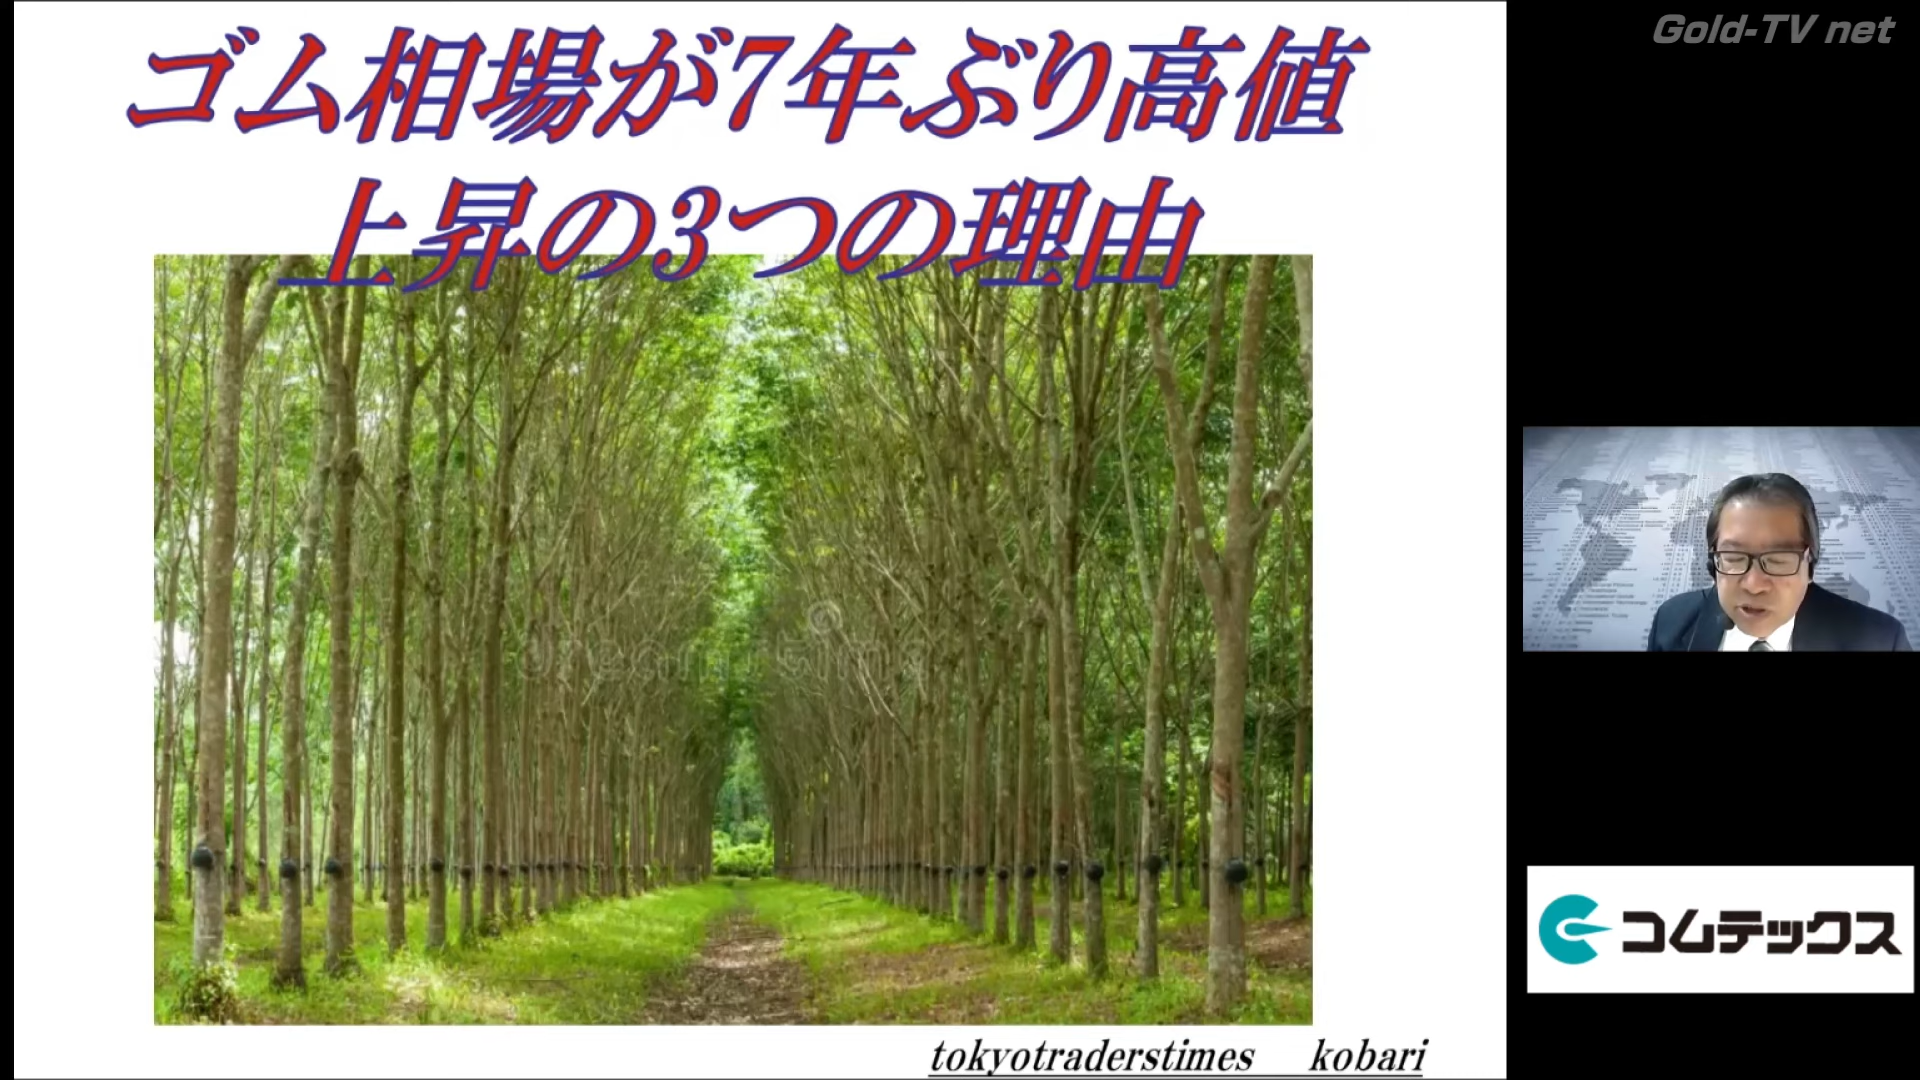 ゴム相場が7年ぶり高値
上昇の3つの理由
dreamstime
tokyotraderstimes kobari
Gold-TV net
コムテックス